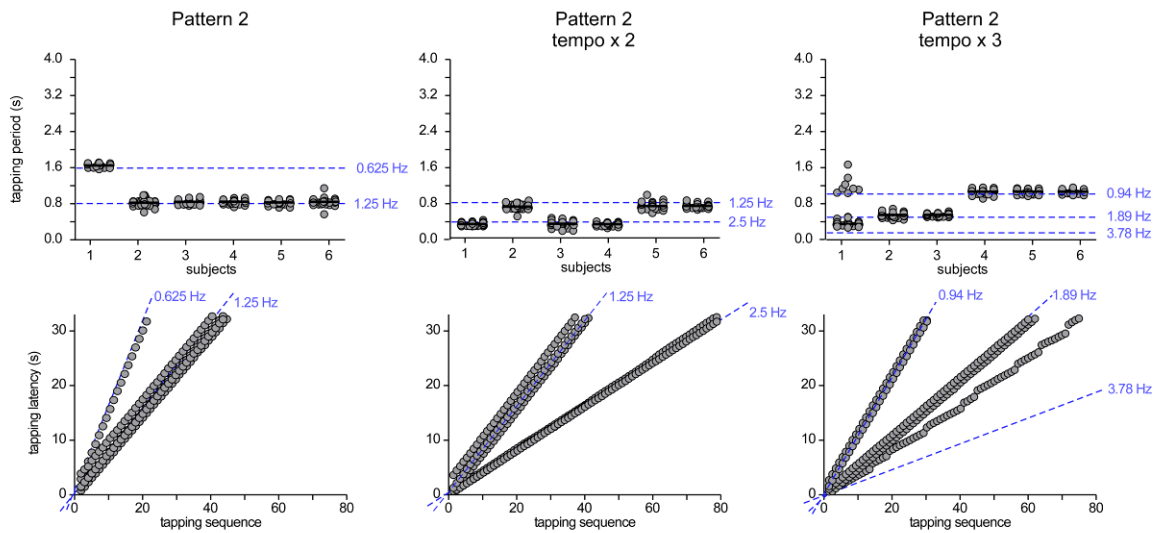 Pattern 2
Pattern 2
tempo x 2
Pattern 2
tempo x 3
tapping period (s)
4.0
3.2
2.4
1.6
0.8
0.0
0.625 Hz
1.25 Hz
1 2 3 4 5 6
subjects
4.0
3.2
2.4
1.6
0.8
0.0
1.25 Hz
2.5 Hz
1 2 3 4 5 6
subjects
4.0
3.2
2.4
1.6
0.8
0.0
0.94 Hz
1.89 Hz
3.78 Hz
1 2 3 4 5 6
subjects
tapping latency (s)
30
20
10
0
0.625 Hz
1.25 Hz
0 20 40 60 80
tapping sequence
30
20
10
0
1.25 Hz
2.5 Hz
0 20 40 60 80
tapping sequence
30
20
10
0
0.94 Hz
1.89 Hz
3.78 Hz
0 20 40 60 80
tapping sequence